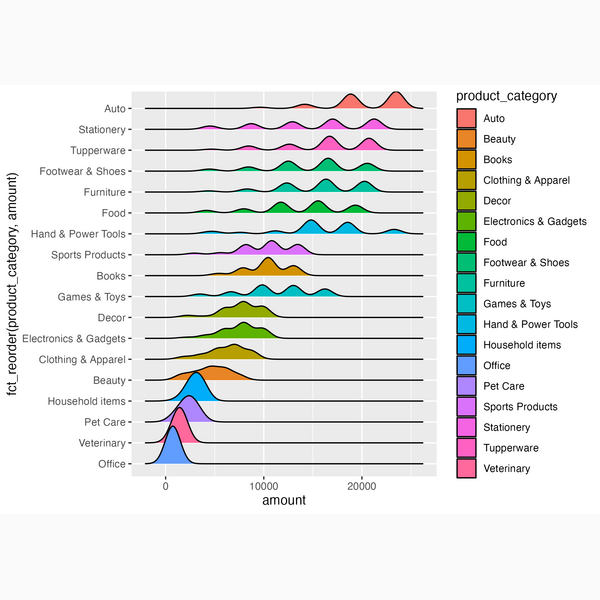 fct_reorder(product_category, amount)
Auto
Stationery
Tupperware
Footwear & Shoes
Furniture
Food
Hand & Power Tools
Sports Products
Books
Games & Toys
Decor
Electronics & Gadgets
Clothing & Apparel
Beauty
Household items
Pet Care
Veterinary
Office
0 10000 20000
amount
product_category
Auto
Beauty
Books
Clothing & Apparel
Decor
Electronics & Gadgets
Food
Footwear & Shoes
Furniture
Games & Toys
Hand & Power Tools
Household items
Office
Pet Care
Sports Products
Stationery
Tupperware
Veterinary